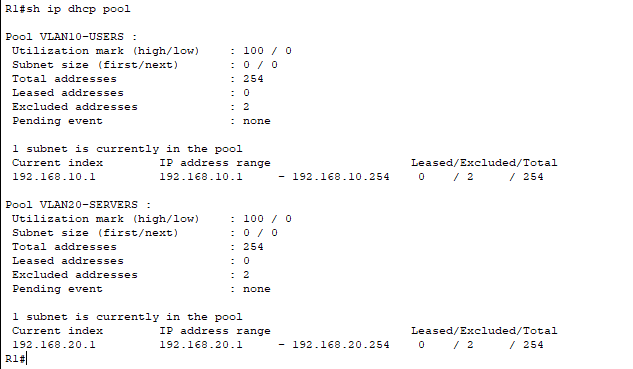 R1#sh ip dhcp pool
Pool VLAN10-USERS :
Utilization mark (high/low) : 100 / 0
Subnet size (first/next) : 0 / 0
Total addresses : 254
Leased addresses : 0
Excluded addresses : 2
Pending event : none
1 subnet is currently in the pool
Current index IP address range Leased/Excluded/Total
192.168.10.1 192.168.10.1 - 192.168.10.254 0 / 2 / 254
Pool VLAN20-SERVERS :
Utilization mark (high/low) : 100 / 0
Subnet size (first/next) : 0 / 0
Total addresses : 254
Leased addresses : 0
Excluded addresses : 2
Pending event : none
1 subnet is currently in the pool
Current index IP address range Leased/Excluded/Total
192.168.20.1 192.168.20.1 - 192.168.20.254 0 / 2 / 254
R1#